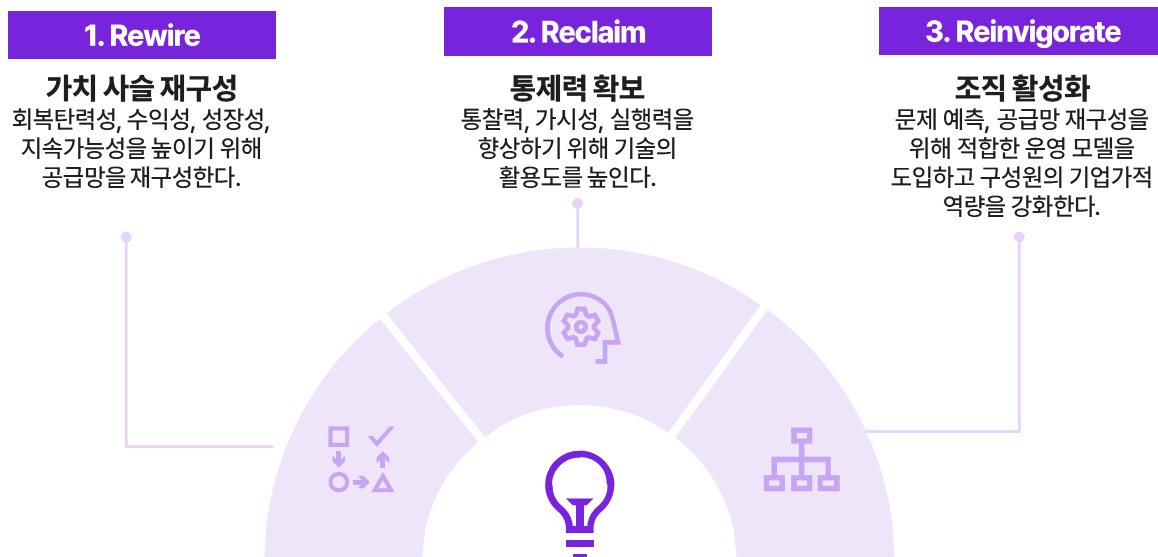 1. Rewire
가치 사슬 재구성
회복탄력성, 수익성, 성장성,
지속가능성을 높이기 위해
공급망을 재구성한다.
2. Reclaim
통제력 확보
통찰력, 가시성, 실행력을
향상하기 위해 기술의
활용도를 높인다.
3. Reinvigorate
조직 활성화
문제 예측, 공급망 재구성을
위해 적합한 운영 모델을
도입하고 구성원의 기업가적
역량을 강화한다.